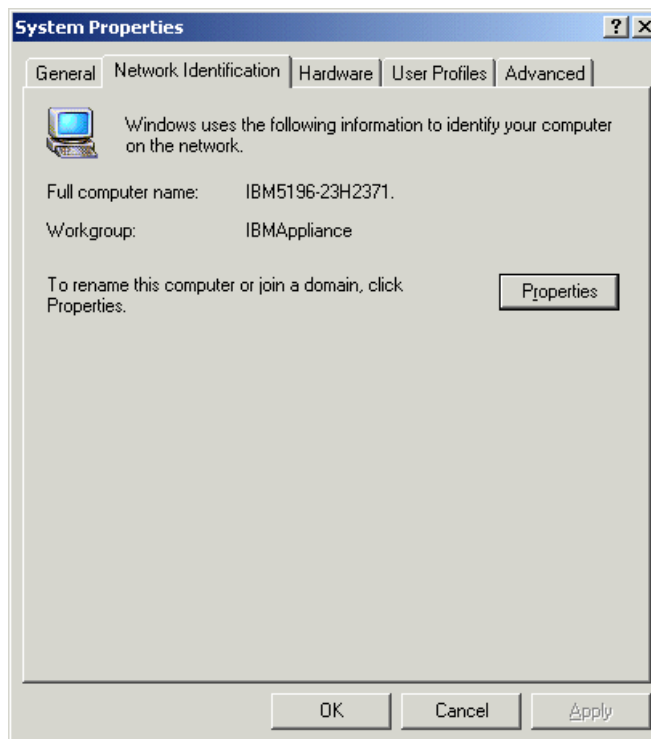 System Properties
?
General Network Identification Hardware User Profiles Advanced
Windows uses the following information to identify your computer
on the network.
Full computer name: IBM5196-23H2371.
Workgroup: IBMAppliance
To rename this computer or join a domain, click
Properties.
Properties
OK Cancel Apply